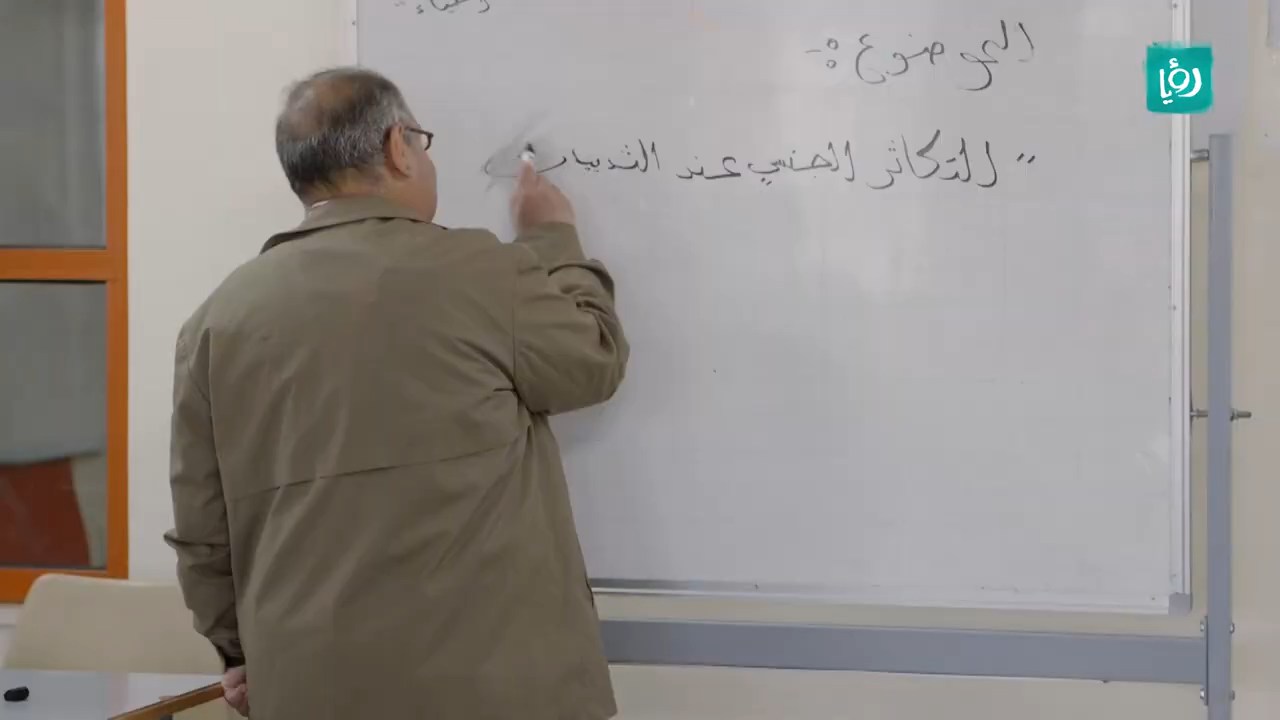 الموضوع :-
" التكاثر الجنسي عند الثدييات
رؤيا